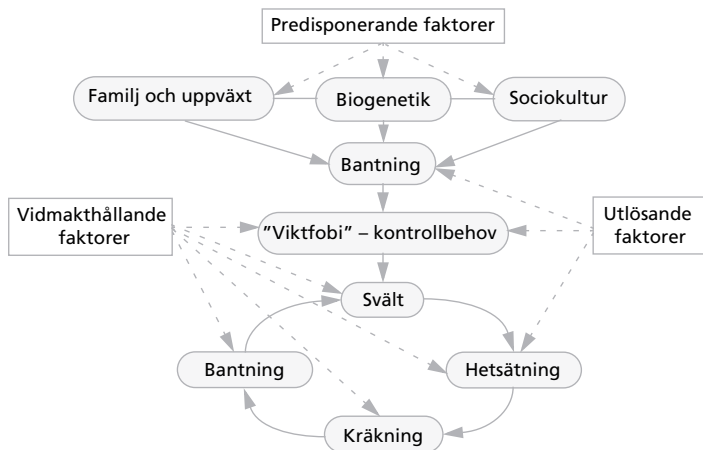 Predisponerande faktorer
Familj och uppväxt
Biogenetik
Sociokultur
Bantning
Vidmakthållande
faktorer
”Viktfobi” – kontrollbehov
Utlösande
faktorer
Svält
Bantning
Hetsätning
Kräkning